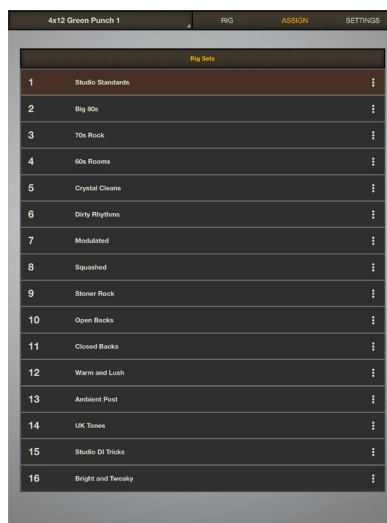 4x12 Green Punch 1 RIG ASSIGN SETTINGS
Rig Sets
1 Studio Standards
2 Big 80s
3 70s Rock
4 60s Rooms
5 Crystal Cleans
6 Dirty Rhythms
7 Modulated
8 Squashed
9 Stoner Rock
10 Open Backs
11 Closed Backs
12 Warm and Lush
13 Ambient Post
14 UK Tones
15 Studio DI Tricks
16 Bright and Tweaky